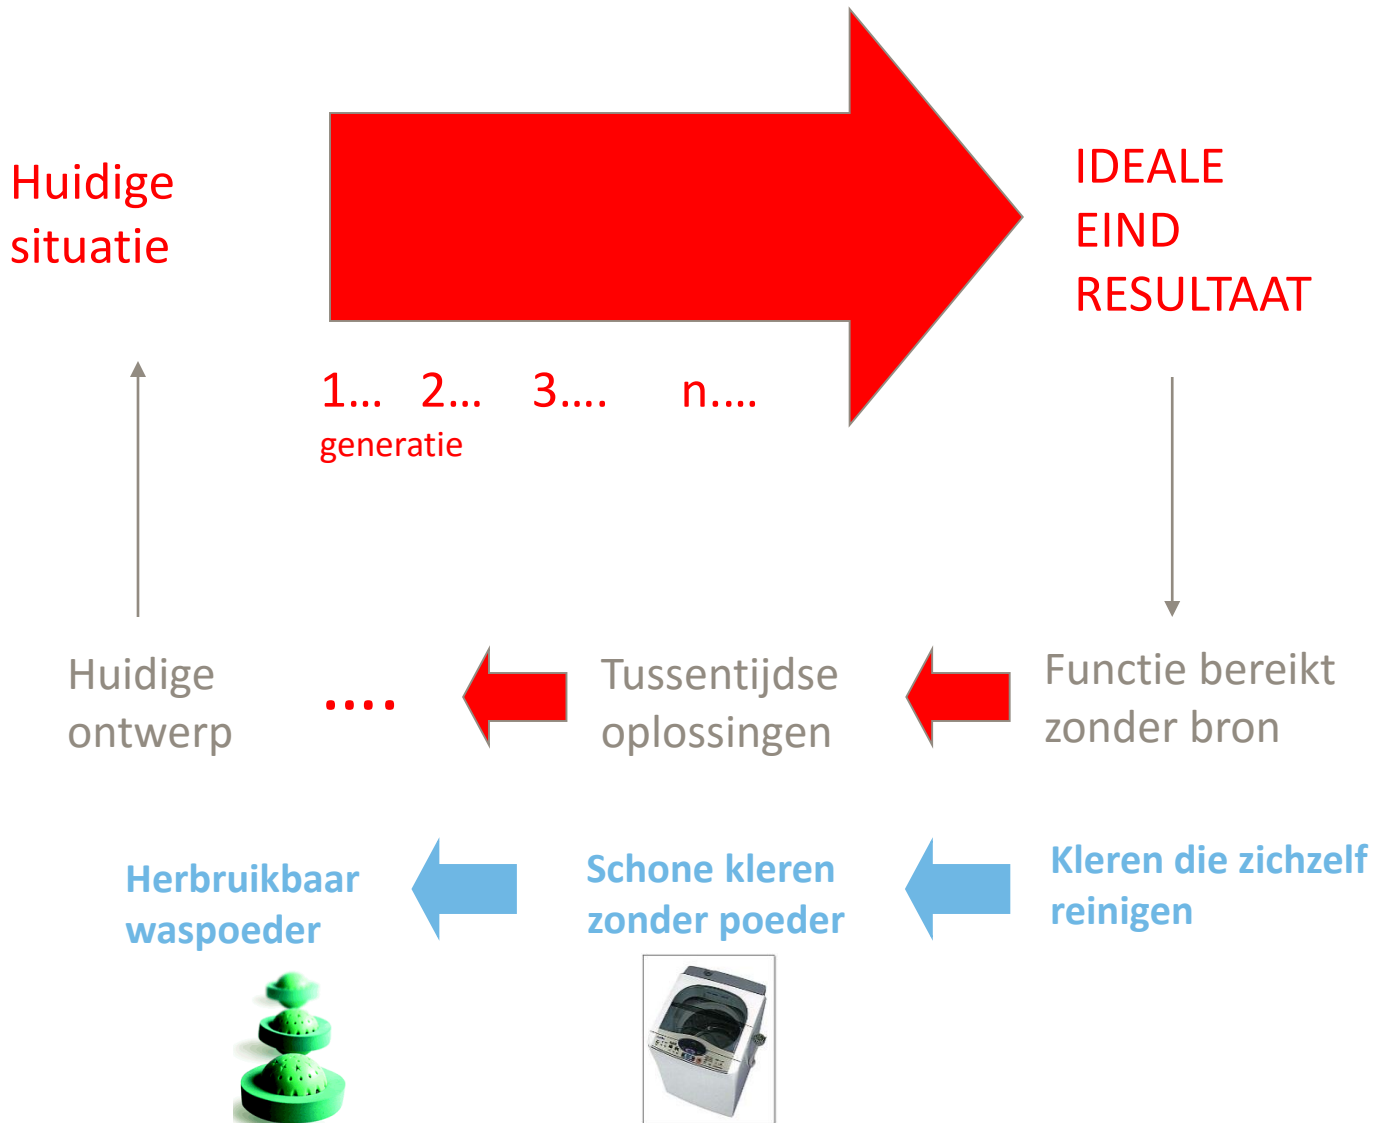 Huidige
situatie
IDEALE
EIND
RESULTAAT
1... 2... 3.... n....
generatie
Huidige
ontwerp
....
Tussentijdse
oplossingen
Functie bereikt
zonder bron
Herbruikbaar
waspoeder
Schone kleren
zonder poeder
Kleren die zichzelf
reinigen